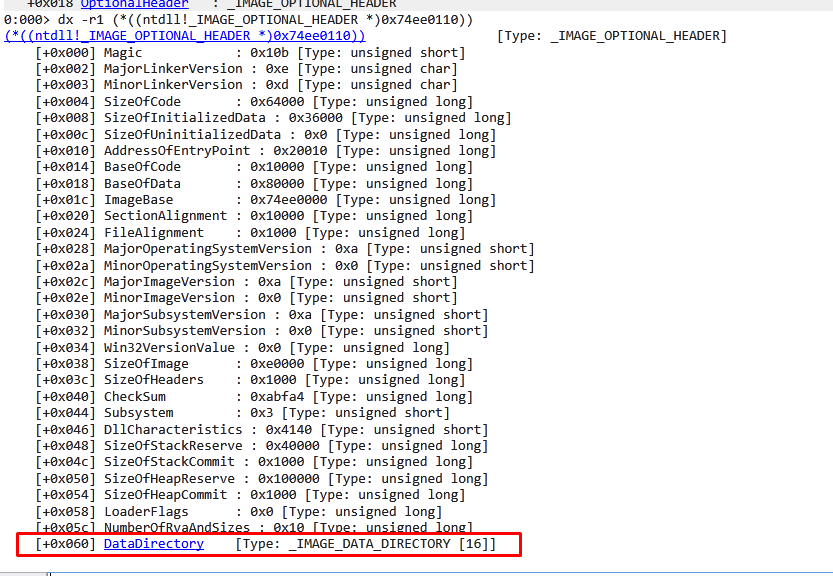 +0x018 OptionalHeader   : _IMAGE_OPTIONAL_HEADER
0:000> dx -r1 (*((ntdll!_IMAGE_OPTIONAL_HEADER *)0x74ee0110))
(*((ntdll!_IMAGE_OPTIONAL_HEADER *)0x74ee0110))                 [Type: _IMAGE_OPTIONAL_HEADER]
[+0x000] Magic            : 0x10b [Type: unsigned short]
[+0x002] MajorLinkerVersion : 0xe [Type: unsigned char]
[+0x003] MinorLinkerVersion : 0xd [Type: unsigned char]
[+0x004] SizeOfCode       : 0x64000 [Type: unsigned long]
[+0x008] SizeOfInitializedData : 0x36000 [Type: unsigned long]
[+0x00c] SizeOfUninitializedData : 0x0 [Type: unsigned long]
[+0x010] AddressOfEntryPoint : 0x20010 [Type: unsigned long]
[+0x014] BaseOfCode       : 0x10000 [Type: unsigned long]
[+0x018] BaseOfData       : 0x80000 [Type: unsigned long]
[+0x01c] ImageBase        : 0x74ee0000 [Type: unsigned long]
[+0x020] SectionAlignment : 0x10000 [Type: unsigned long]
[+0x024] FileAlignment    : 0x1000 [Type: unsigned long]
[+0x028] MajorOperatingSystemVersion : 0xa [Type: unsigned short]
[+0x02a] MinorOperatingSystemVersion : 0x0 [Type: unsigned short]
[+0x02c] MajorImageVersion : 0xa [Type: unsigned short]
[+0x02e] MinorImageVersion : 0x0 [Type: unsigned short]
[+0x030] MajorSubsystemVersion : 0xa [Type: unsigned short]
[+0x032] MinorSubsystemVersion : 0x0 [Type: unsigned short]
[+0x034] Win32VersionValue : 0x0 [Type: unsigned long]
[+0x038] SizeOfImage      : 0xe0000 [Type: unsigned long]
[+0x03c] SizeOfHeaders    : 0x1000 [Type: unsigned long]
[+0x040] CheckSum         : 0xabfa4 [Type: unsigned long]
[+0x044] Subsystem        : 0x3 [Type: unsigned short]
[+0x046] DllCharacteristics : 0x4140 [Type: unsigned short]
[+0x048] SizeOfStackReserve : 0x40000 [Type: unsigned long]
[+0x04c] SizeOfStackCommit : 0x1000 [Type: unsigned long]
[+0x050] SizeOfHeapReserve : 0x100000 [Type: unsigned long]
[+0x054] SizeOfHeapCommit : 0x1000 [Type: unsigned long]
[+0x058] LoaderFlags      : 0x0 [Type: unsigned long]
[+0x05c] NumberOfRvaAndSizes : 0x10 [Type: unsigned long]
[+0x060] DataDirectory    [Type: _IMAGE_DATA_DIRECTORY [16]]